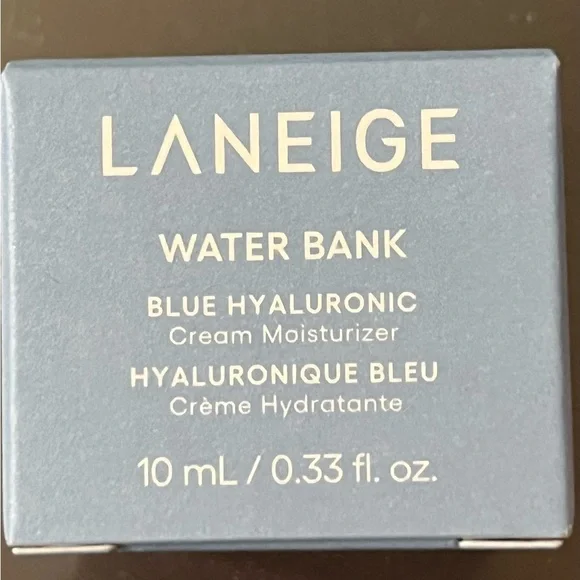 LANEIGE
WATER BANK
BLUE HYALURONIC
Cream Moisturizer
HYALURONIQUE BLEU
Crème Hydratante
10 mL / 0.33 fl. oz.